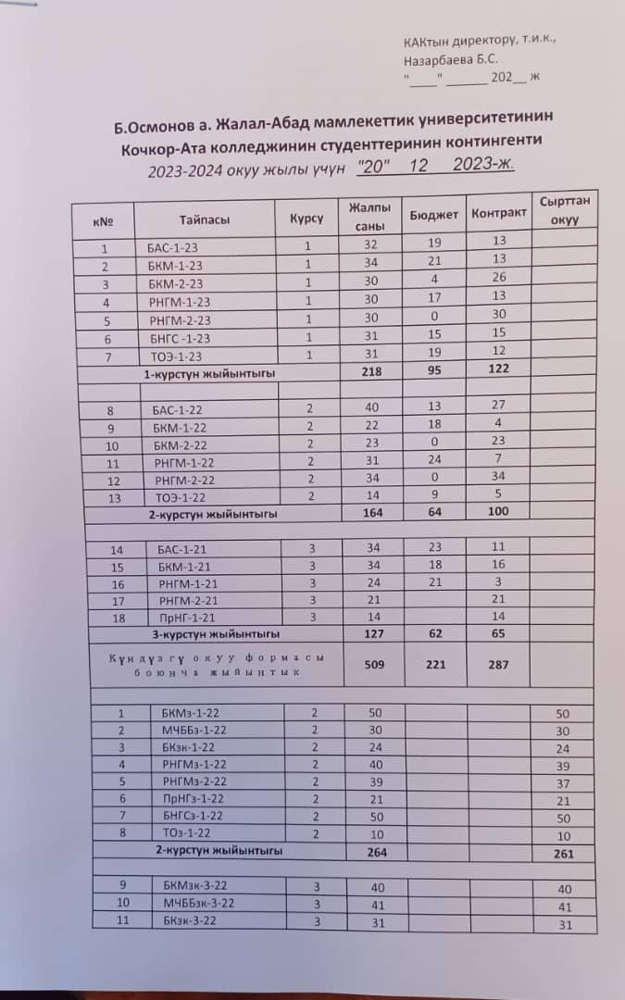 КАКтын директору, т.и.к.,
Назарбаева Б.С.
"____" ______ 202__ ж
Б.Осмонов а. Жалал-Абад мамлекеттик университетинин
Кочкор-Ата колледжинин студенттеринин контингенти
2023-2024 окуу жылы үчүн "20" 12 2023-ж.
к№ Тайпасы Курсу Жалпы саны Бюджет Контракт Сырттан окуу
1 БАС-1-23 1 32 19 13
2 БКМ-1-23 1 34 21 13
3 БКМ-2-23 1 30 4 26
4 РНГМ-1-23 1 30 17 13
5 РНГМ-2-23 1 30 0 30
6 БНГС -1-23 1 31 15 15
7 ТОЭ-1-23 1 31 19 12
1-курстун жыйынтыгы 218 95 122
8 БАС-1-22 2 40 13 27
9 БКМ-1-22 2 22 18 4
10 БКМ-2-22 2 23 0 23
11 РНГМ-1-22 2 31 24 7
12 РНГМ-2-22 2 34 0 34
13 ТОЭ-1-22 2 14 9 5
2-курстун жыйынтыгы 164 64 100
14 БАС-1-21 3 34 23 11
15 БКМ-1-21 3 34 18 16
16 РНГМ-1-21 3 24 21 3
17 РНГМ-2-21 3 21 21
18 ПрНГ-1-21 3 14 14
3-курстун жыйынтыгы 127 62 65
Күндүзгү окуу формасы
боюнча жыйынтык 509 221 287
1 БКМз-1-22 2 50 50
2 МЧББз-1-22 2 30 30
3 БКзк-1-22 2 24 24
4 РНГМз-1-22 2 40 39
5 РНГМз-2-22 2 39 37
6 ПрНГз-1-22 2 21 21
7 БНГСз-1-22 2 50 50
8 ТОз-1-22 2 10 10
2-курстун жыйынтыгы 264 261
9 БКМзк-3-22 3 40 40
10 МЧББзк-3-22 3 41 41
11 БКзк-3-22 3 31 31